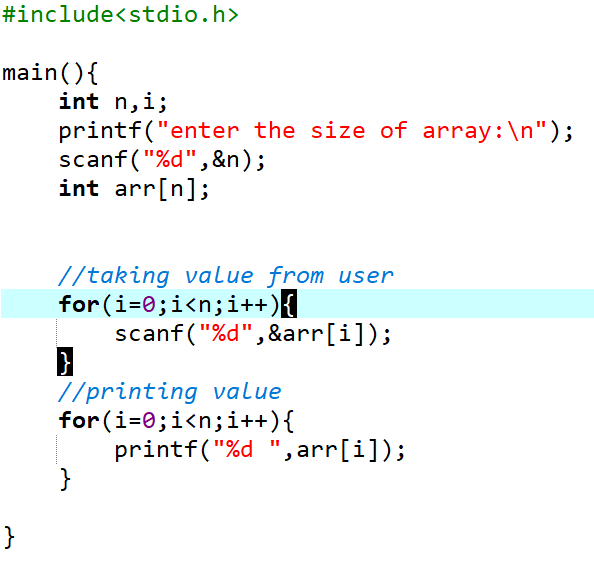 #include<stdio.h>
main(){
int n,i;
printf("enter the size of array:\n");
scanf("%d",&n);
int arr[n];
//taking value from user
for(i=0;i<n;i++){
scanf("%d",&arr[i]);
}
//printing value
for(i=0;i<n;i++){
printf("%d ",arr[i]);
}
}